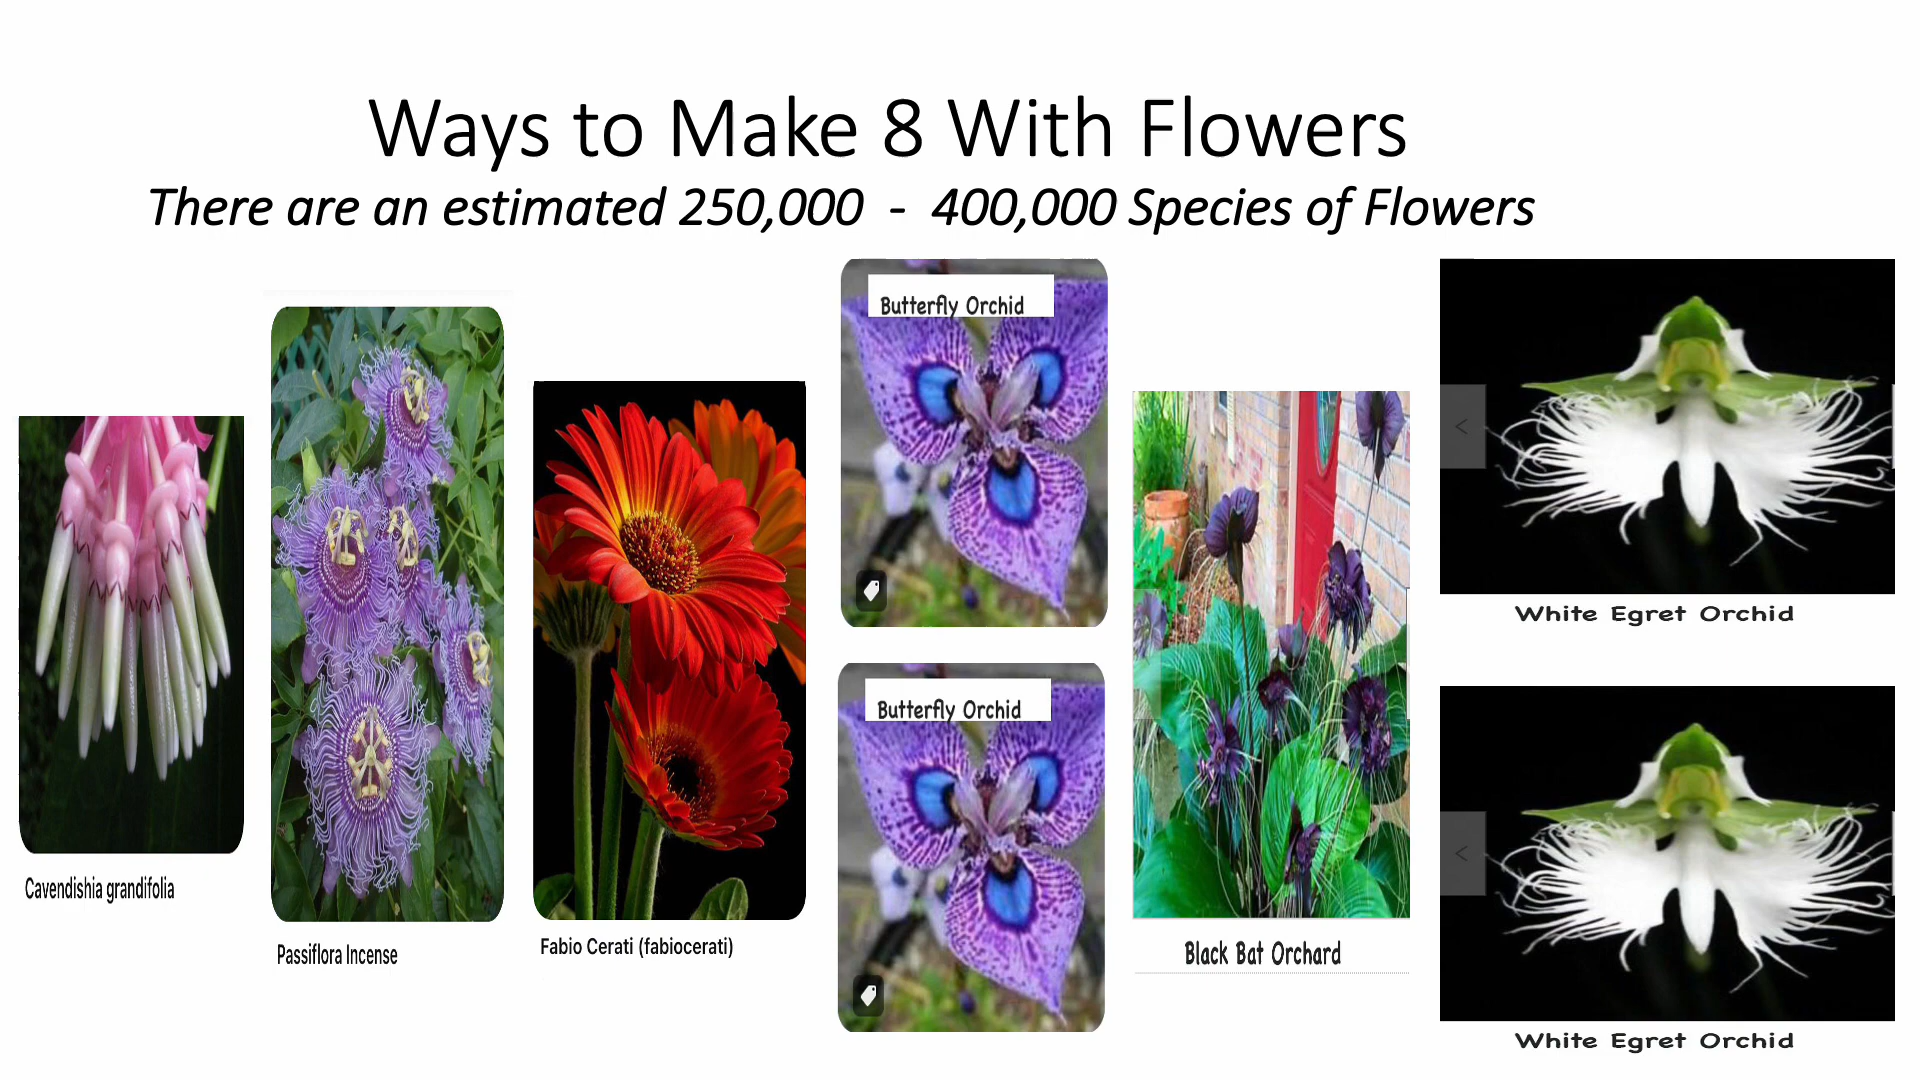 Ways to Make 8 With Flowers
There are an estimated 250,000 - 400,000 Species of Flowers
Cavendishia grandifolia
Passiflora Incense
Fabio Cerati (fabiocerati)
Butterfly Orchid
Butterfly Orchid
Black Bat Orchard
White Egret Orchid
White Egret Orchid